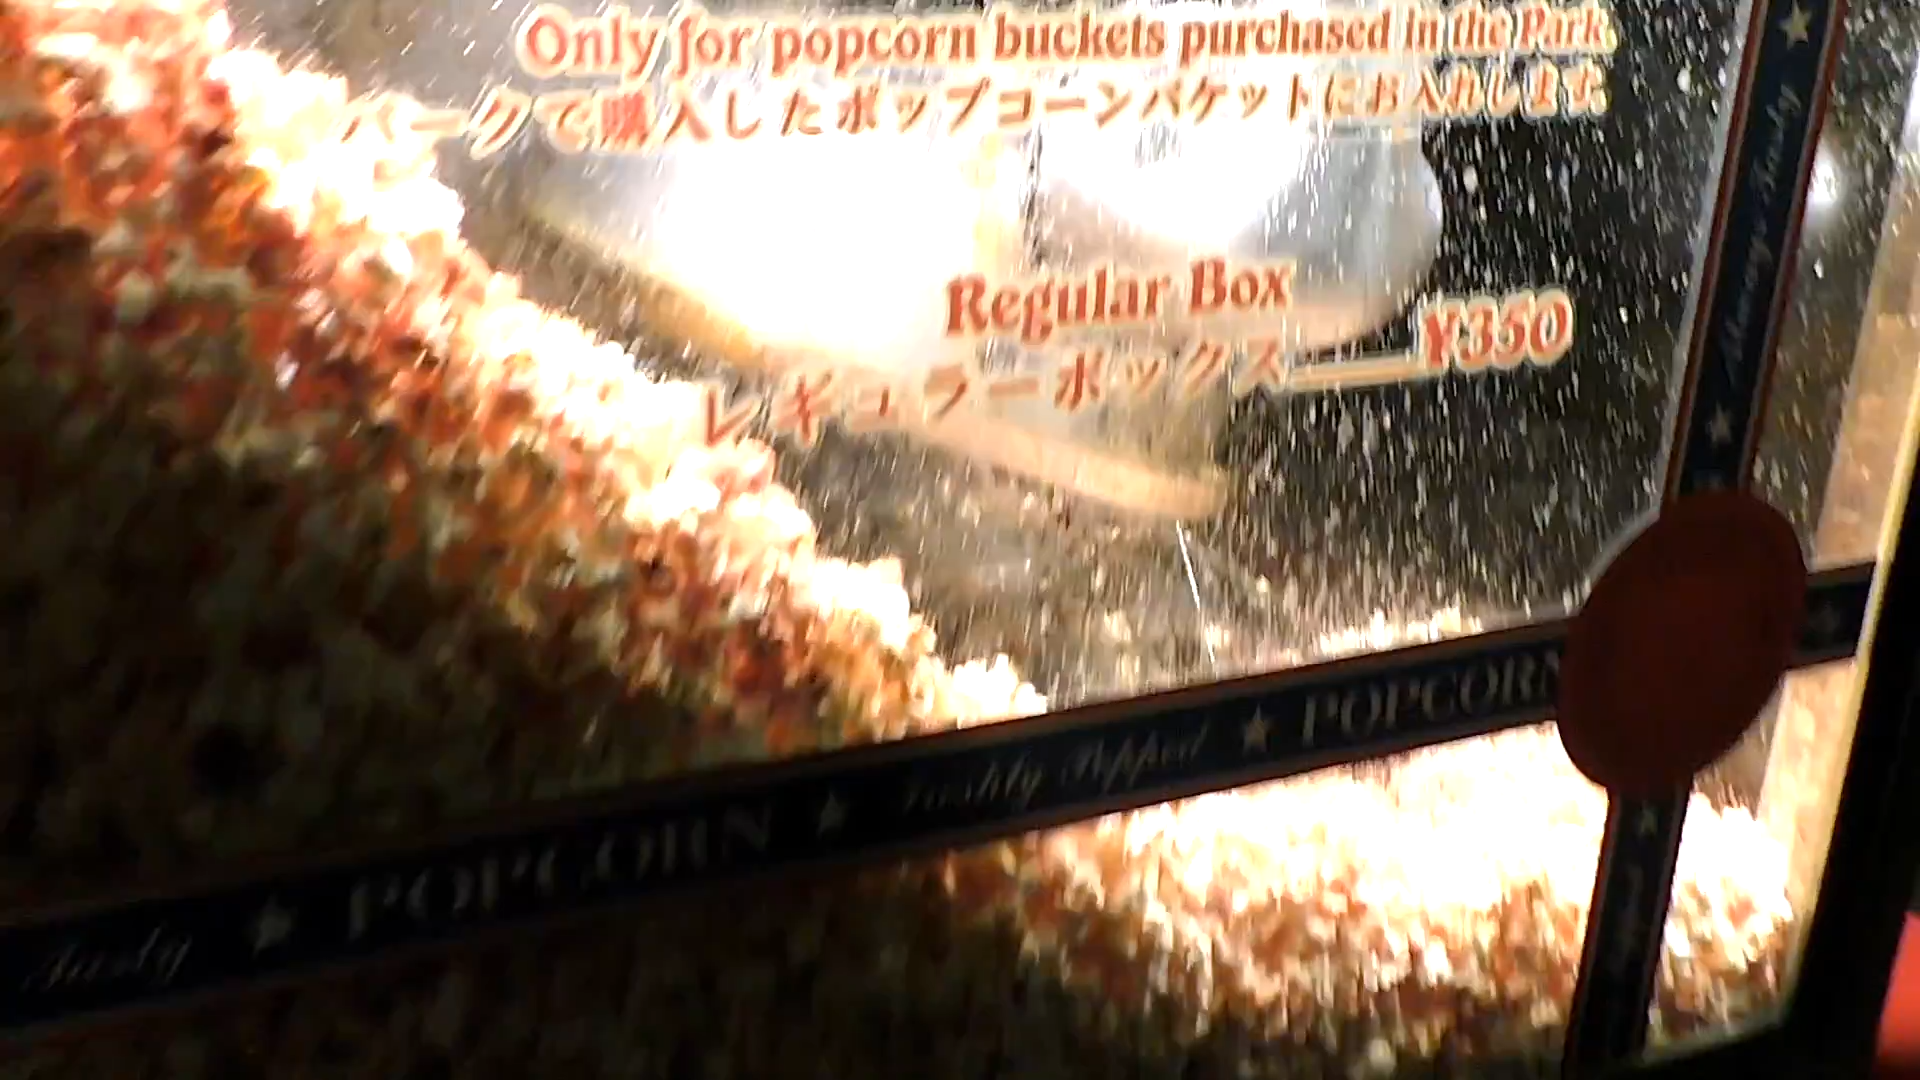 Only for popcorn buckets purchased in the Park.
パークで購入したポップコーンバケットにお入れします。
Regular Box
レギュラーボックス ¥350
★ POPCORN ★ Freshly Popped ★ POPCORN